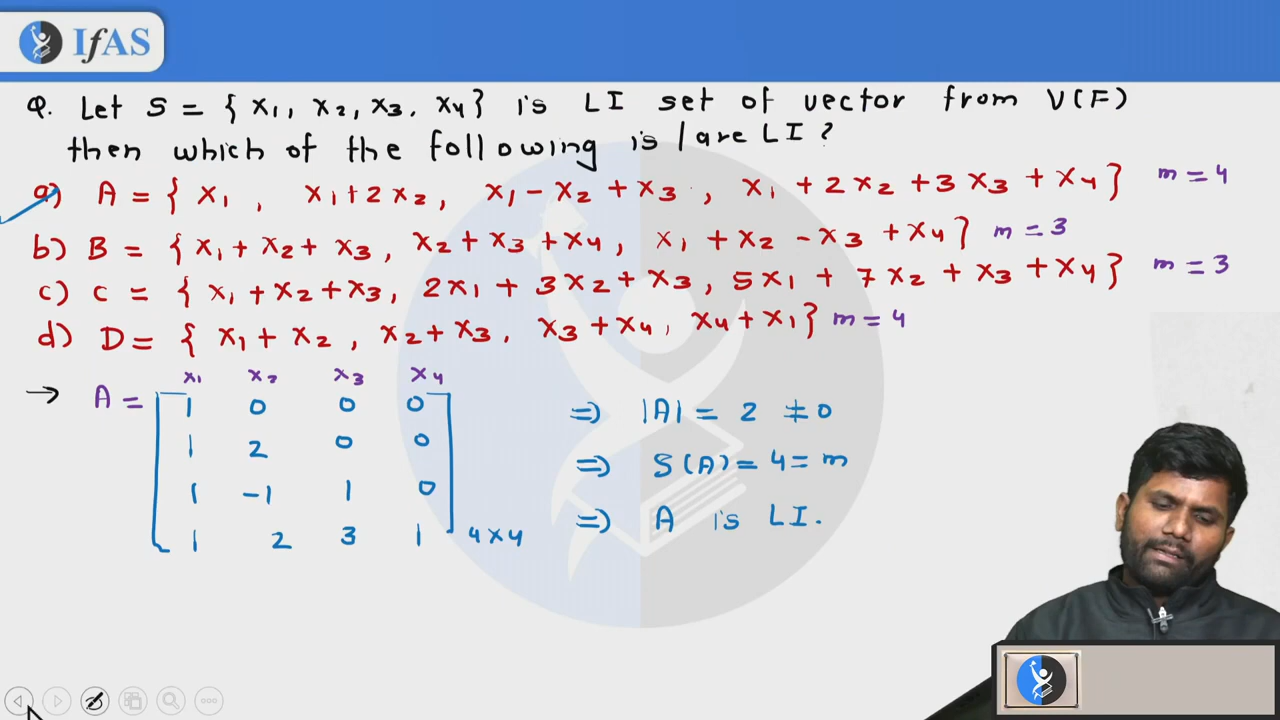 IfAS
Q. Let S = { x₁, x₂, x₃, x₄} is LI set of vector from V(F)
then which of the following is/are LI?
a) A = { x₁, x₁+2x₂, x₁-x₂+x₃, x₁+2x₂+3x₃+x₄} m=4
b) B = {x₁+x₂+x₃, x₂+x₃+x₄, x₁+x₂-x₃+x₄} m=3
c) C = { x₁+x₂+x₃, 2x₁+3x₂+x₃, 5x₁+7x₂+x₃+x₄} m=3
d) D= { x₁+x₂, x₂+x₃, x₃+x₄, x₄+x₁} m=4
x₁ x₂ x₃ x₄
→ A = [ 1 0 0 0 ⇒ |A| = 2 ≠ 0
1 2 0 0 ⇒ S(A) = 4 = m
1 -1 1 0
1 2 3 1 ] 4×4 ⇒ A is LI.